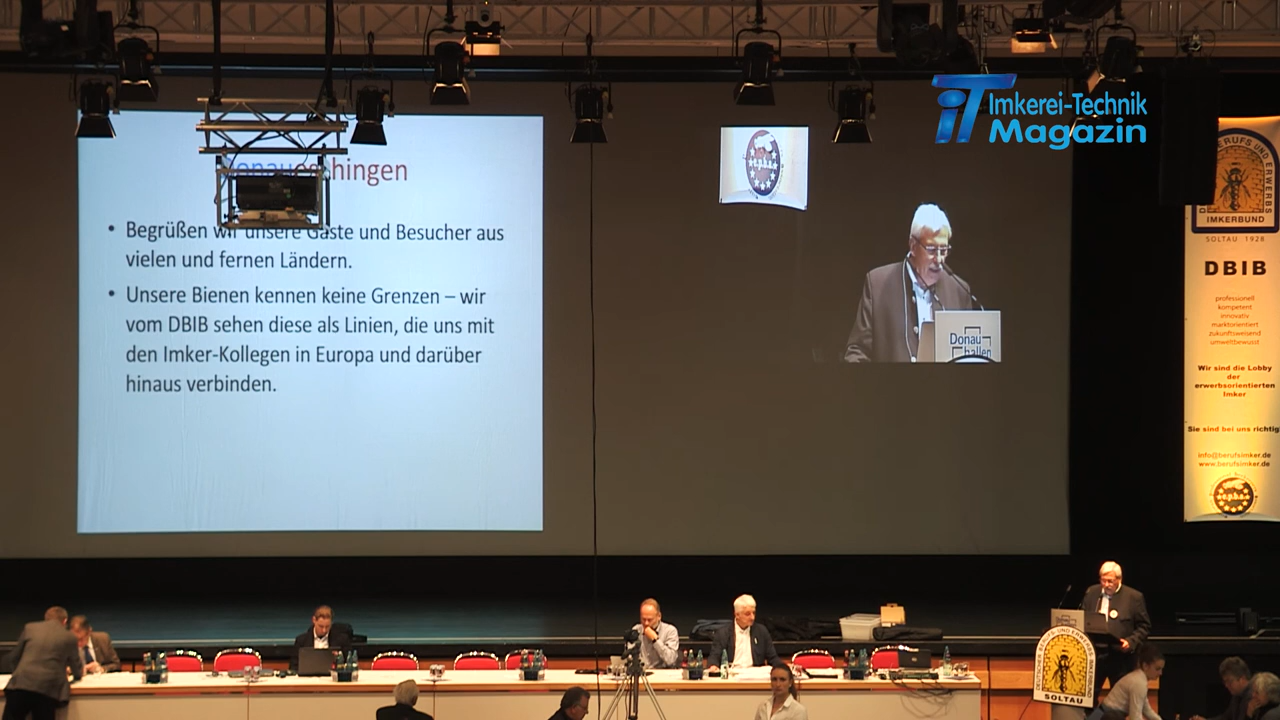 Imkerei-Technik
Magazin
Donaueschingen
• Begrüßen wir unsere Gäste und Besucher aus
vielen und fernen Ländern.
• Unsere Bienen kennen keine Grenzen – wir
vom DBIB sehen diese als Linien, die uns mit
den Imker-Kollegen in Europa und darüber
hinaus verbinden.
Donau
hallen
BERUFS UND ERWERBS
IMKERBUND
SOLTAU 1928
DBIB
professionell
kompetent
innovativ
marktorientiert
zukunftsweisend
umweltbewusst
Wir sind die Lobby
der
erwerbsorientierten
Imker
Sie sind bei uns richtig
info@berufsimker.de
www.berufsimker.de
e.p.b.a.
SOLTAU